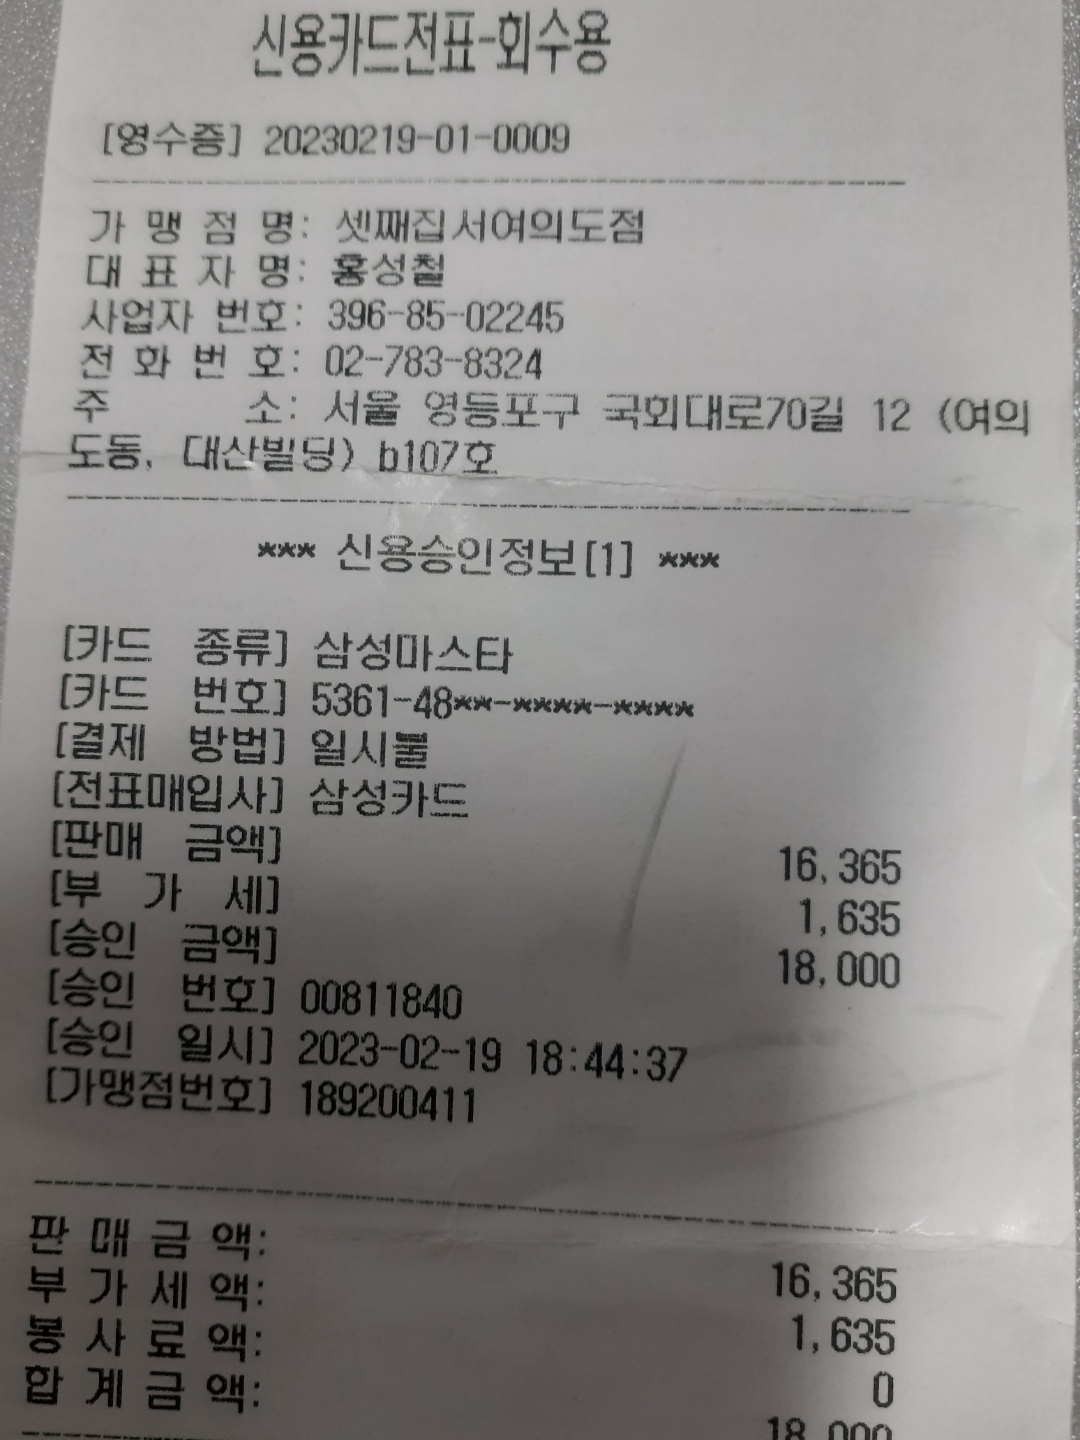 신용카드전표-회수용
[영수증] 20230219-01-0009
가 맹 점 명: 셋째집서여의도점
대 표 자 명: 홍성철
사업자 번호: 396-85-02245
전 화 번 호: 02-783-8324
주 소: 서울 영등포구 국회대로70길 12 (여의
도동, 대산빌딩) b107호
*** 신용승인정보[1] ***
[카드 종류] 삼성마스타
[카드 번호] 5361-48**-****-****
[결제 방법] 일시불
[전표매입사] 삼성카드
[판매 금액] 16,365
[부 가 세] 1,635
[승인 금액] 18,000
[승인 번호] 00811840
[승인 일시] 2023-02-19 18:44:37
[가맹점번호] 189200411
판 매 금 액: 16,365
부 가 세 액: 1,635
봉 사 료 액: 0
합 계 금 액: 18,000